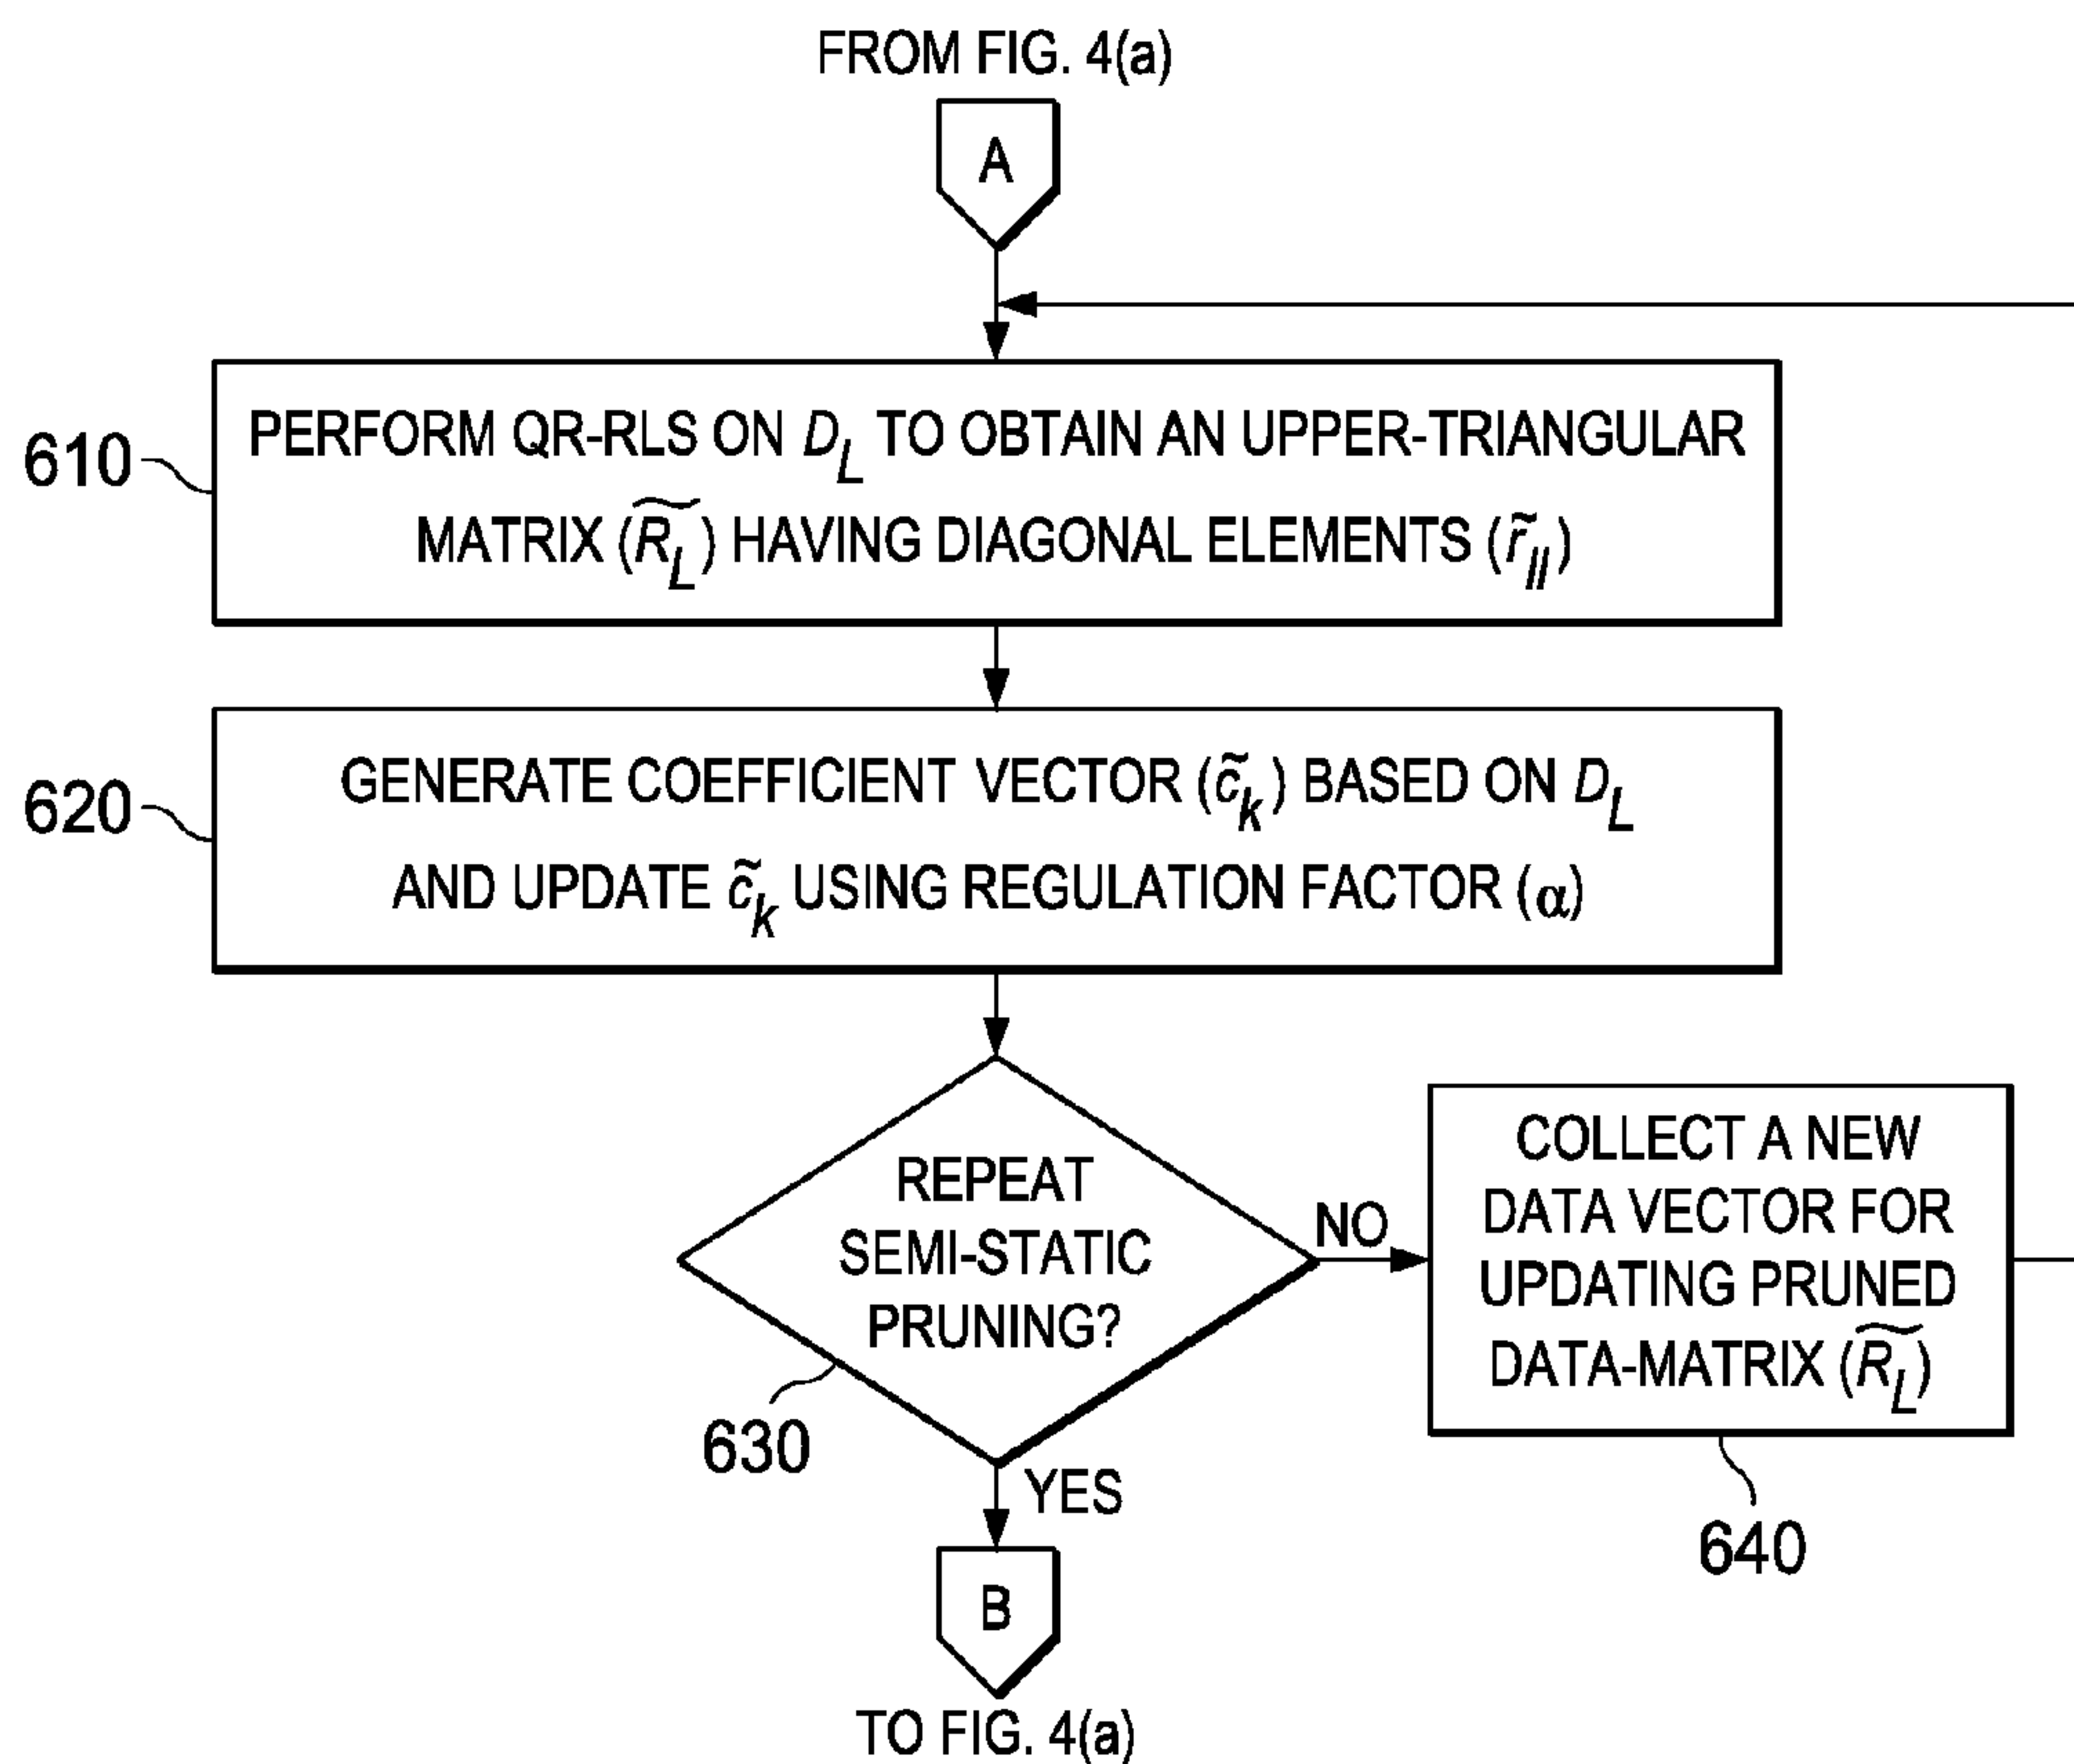 FROM FIG. 4(a)
A
610
PERFORM QR-RLS ON D_L TO OBTAIN AN UPPER-TRIANGULAR
MATRIX (R̃_L) HAVING DIAGONAL ELEMENTS (r̃_ll)
620
GENERATE COEFFICIENT VECTOR (c̃_k) BASED ON D_L
AND UPDATE c̃_k USING REGULATION FACTOR (α)
REPEAT
SEMI-STATIC
PRUNING?
630
NO
COLLECT A NEW
DATA VECTOR FOR
UPDATING PRUNED
DATA-MATRIX (R̃_L)
640
YES
B
TO FIG. 4(a)